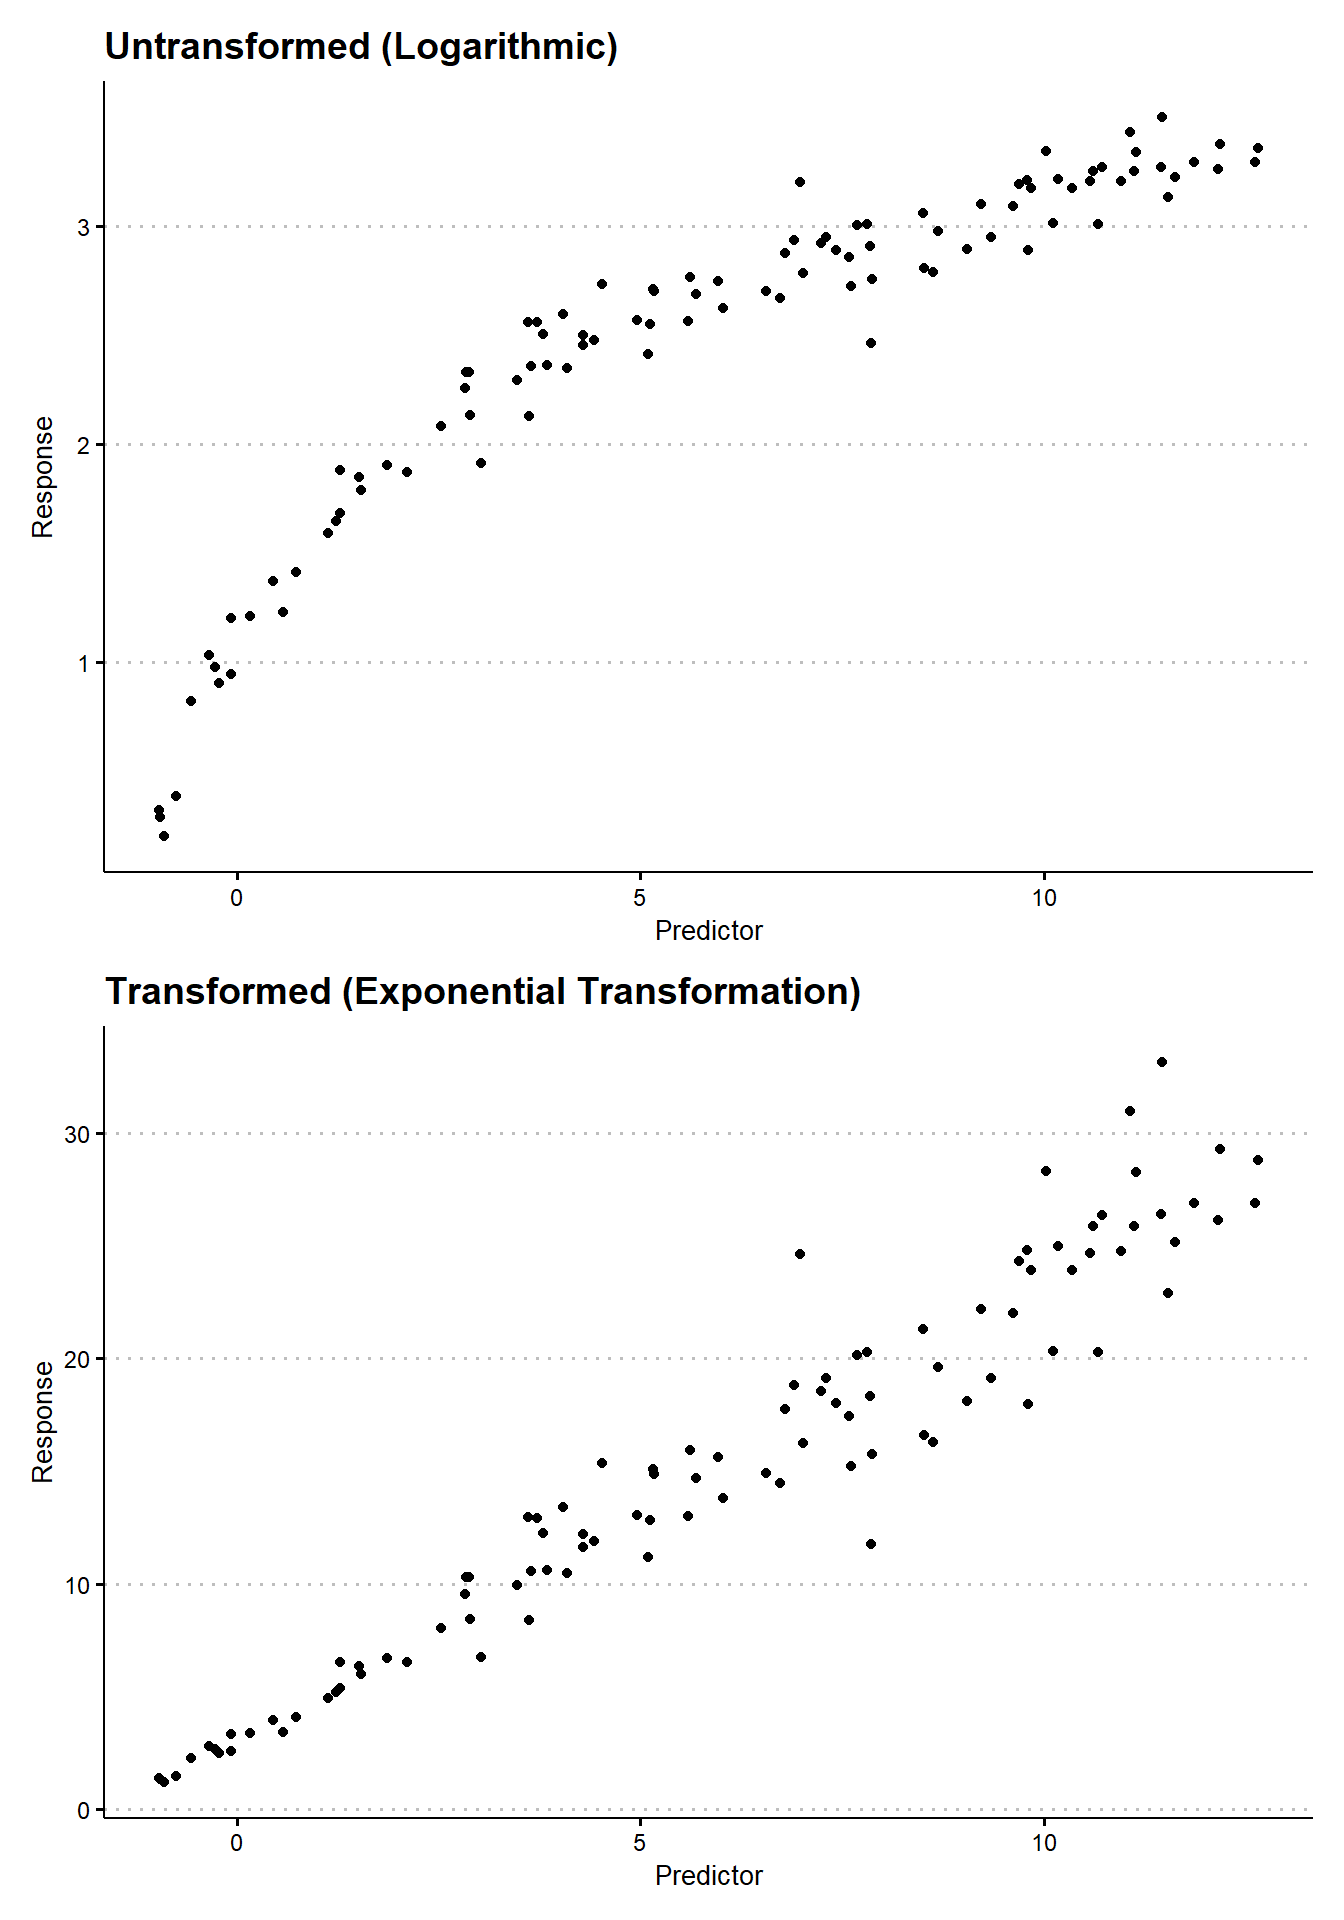 Untransformed (Logarithmic)
3
2
1
Response
0 5 10
Predictor
Transformed (Exponential Transformation)
30
20
10
0
Response
0 5 10
Predictor